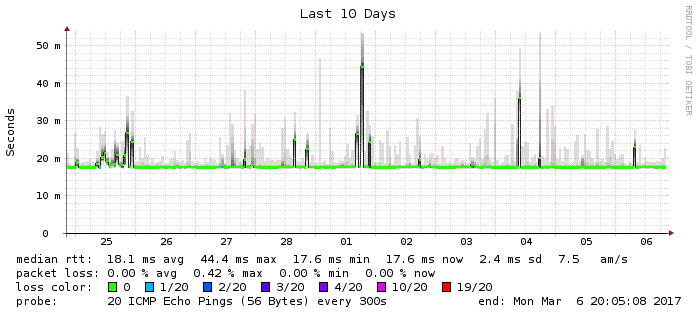 Last 10 Days
RRDTOOL / TOBI OETIKER
Seconds
50 m
40 m
30 m
20 m
10 m
0
25 26 27 28 01 02 03 04 05 06
median rtt: 18.1 ms avg 44.4 ms max 17.6 ms min 17.6 ms now 2.4 ms sd 7.5 am/s
packet loss: 0.00 % avg 0.42 % max 0.00 % min 0.00 % now
loss color: 0 1/20 2/20 3/20 4/20 10/20 19/20
probe: 20 ICMP Echo Pings (56 Bytes) every 300s end: Mon Mar 6 20:05:08 2017